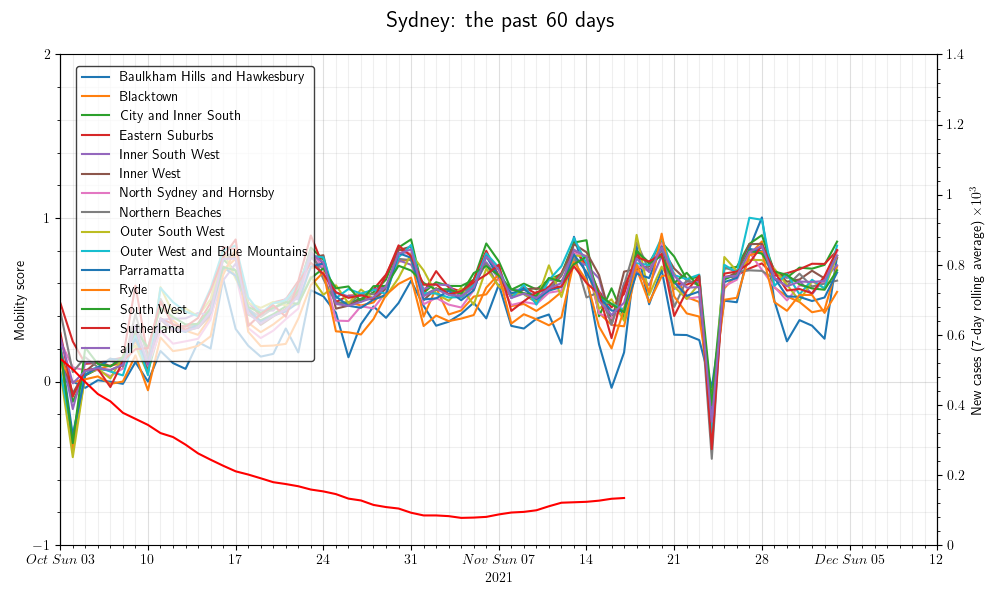 Sydney: the past 60 days
2
1
0
−1
Mobility score
Baulkham Hills and Hawkesbury
Blacktown
City and Inner South
Eastern Suburbs
Inner South West
Inner West
North Sydney and Hornsby
Northern Beaches
Outer South West
Outer West and Blue Mountains
Parramatta
Ryde
South West
Sutherland
all
1.4
1.2
1
0.8
0.6
0.4
0.2
0
New cases (7-day rolling average) ×10³
Oct Sun 03 10 17 24 31 Nov Sun 07 14 21 28 Dec Sun 05 12
2021